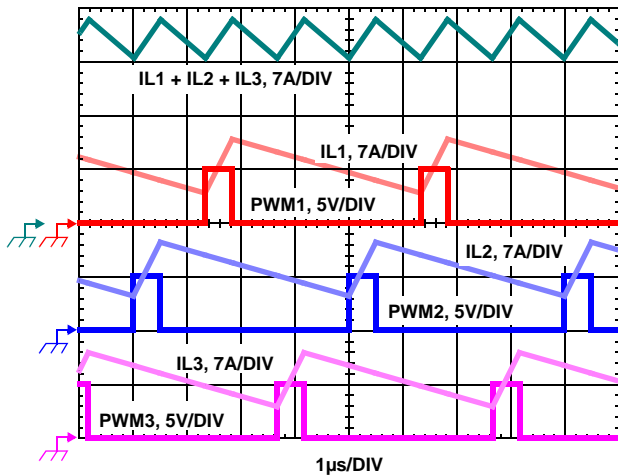 IL1 + IL2 + IL3, 7A/DIV
IL1, 7A/DIV
PWM1, 5V/DIV
IL2, 7A/DIV
PWM2, 5V/DIV
IL3, 7A/DIV
PWM3, 5V/DIV
1µs/DIV